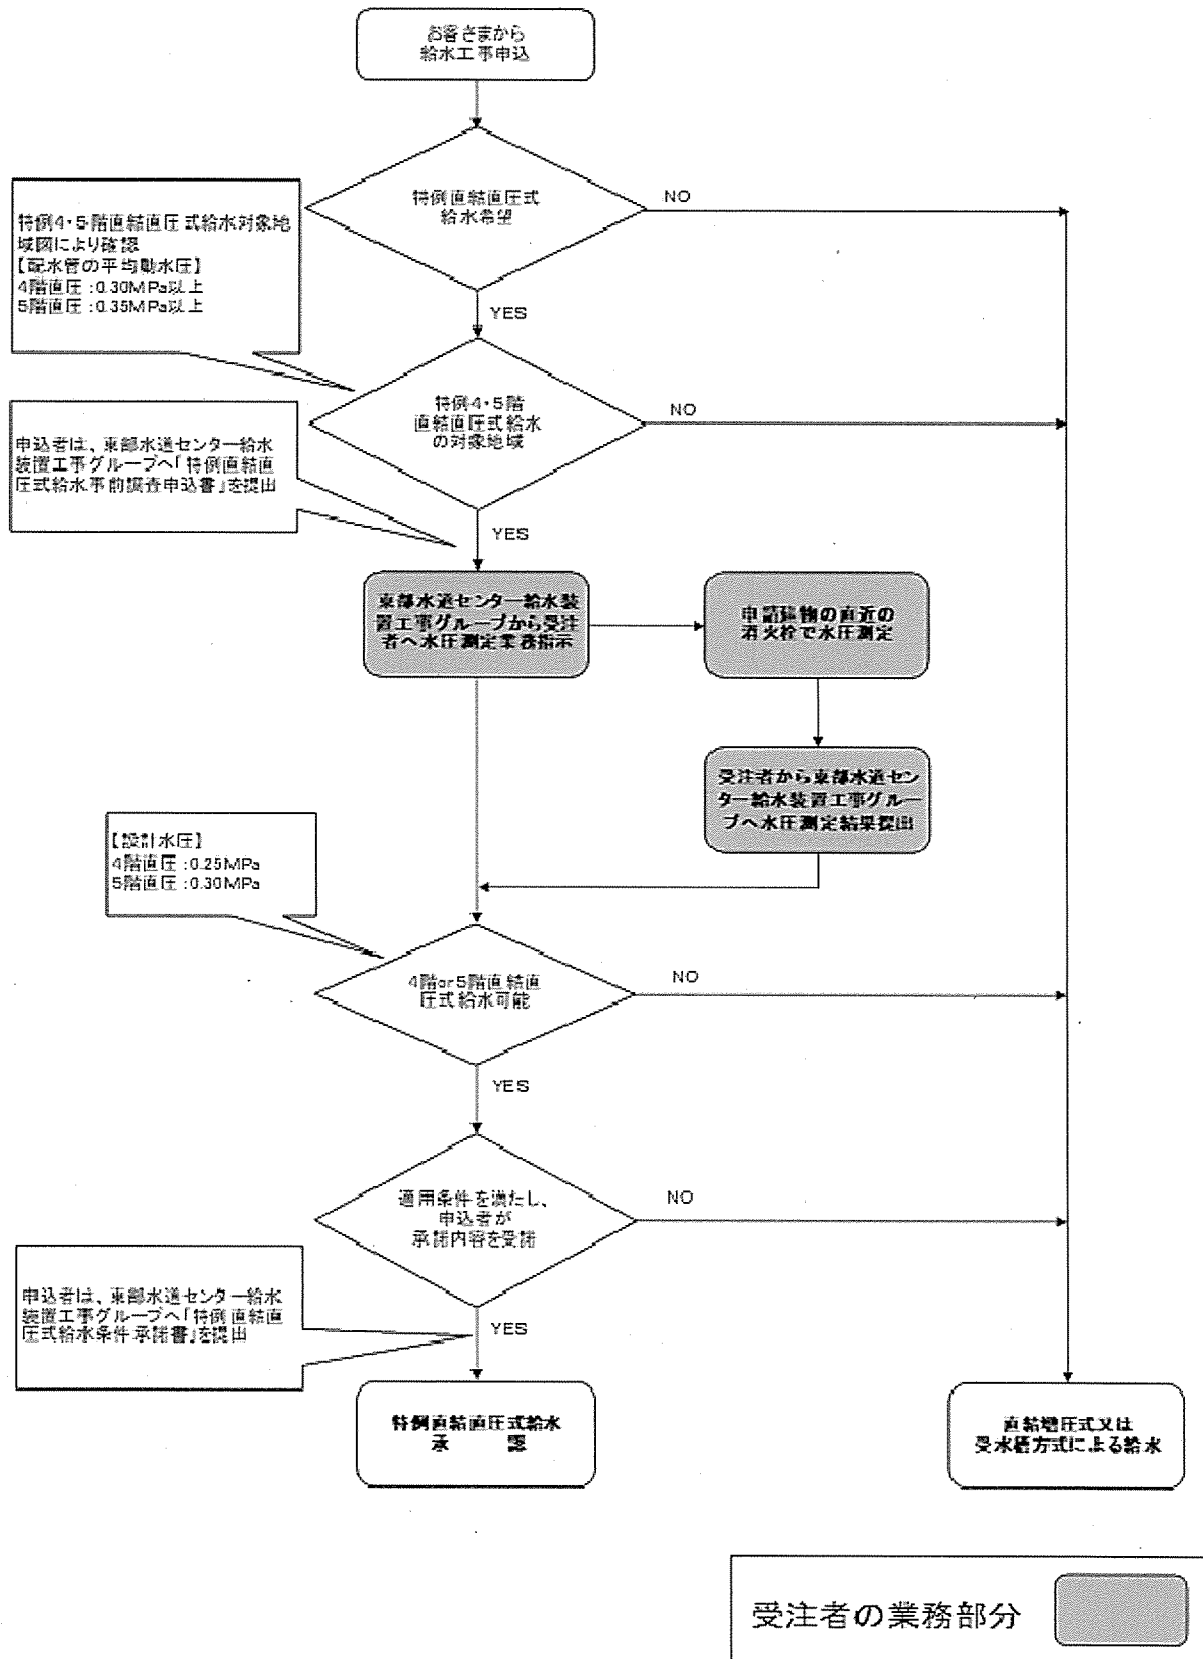 お客さまから
給水工事申込
特例直結直圧式
給水希望
NO
特例4・5階直結直圧式給水対象地
域図により確認
【配水管の平均動水圧】
4階直圧:0.30MPa以上
5階直圧:0.35MPa以上
YES
特例4・5階
直結直圧式給水
の対象地域
NO
申込者は、東部水道センター給水
装置工事グループへ「特例直結直
圧式給水事前調査申込書」を提出
YES
東部水道センター給水装
置工事グループから受注
者へ水圧測定業務指示
申請建物の直近の
消火栓で水圧測定
受注者から東部水道セン
ター給水装置工事グルー
プへ水圧測定結果提出
【設計水圧】
4階直圧:0.25MPa
5階直圧:0.30MPa
4階or5階直結直
圧式給水可能
NO
YES
適用条件を満たし、
申込者が
承諾内容を受諾
NO
申込者は、東部水道センター給水
装置工事グループへ「特例直結直
圧式給水条件承諾書」を提出
YES
特例直結直圧式給水
承　認
直結増圧式又は
受水槽方式による給水
受注者の業務部分